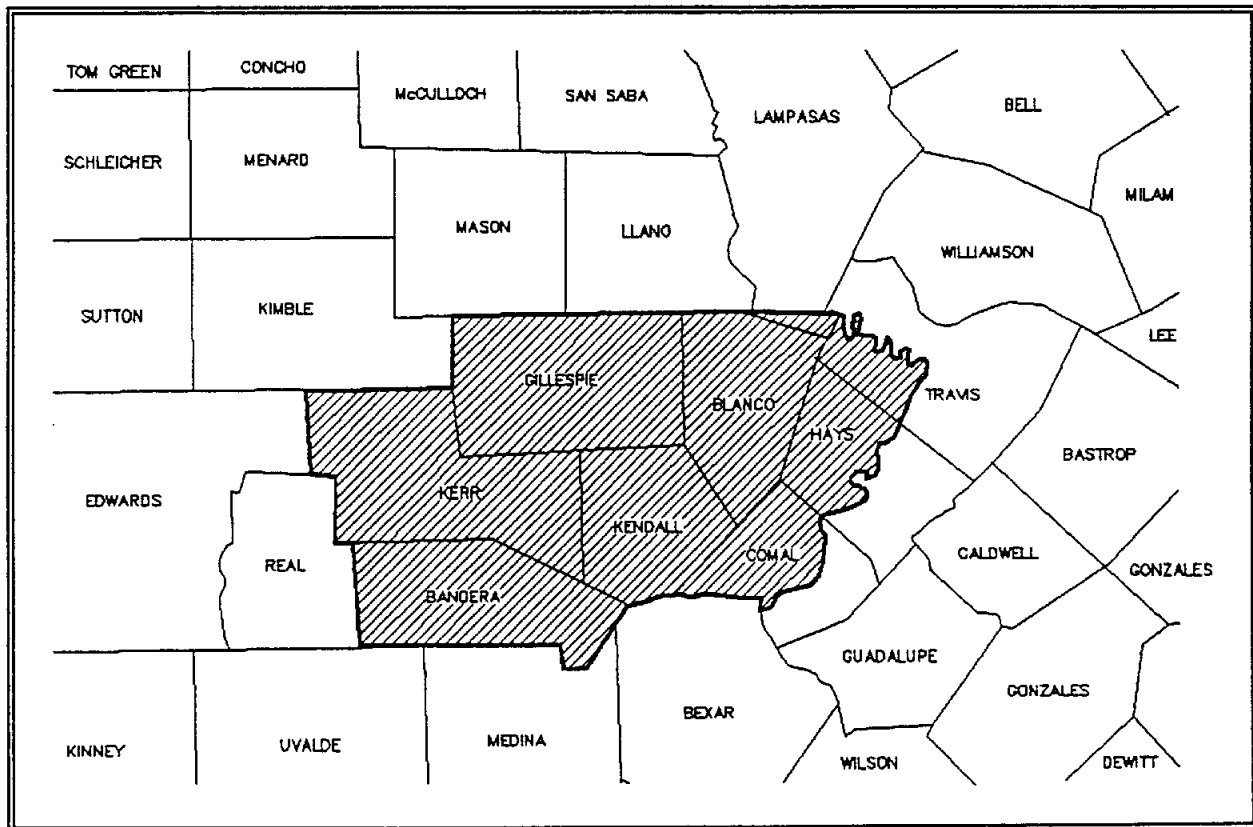 TOM GREEN
CONCHO
McCULLOCH
SAN SABA
LAMPASAS
BELL
SCHLEICHER
MENARD
MILAM
MASON
LLANO
WILLIAMSON
SUTTON
KIMBLE
LEE
GILLESPIE
BLANCO
TRAVIS
HAYS
BASTROP
EDWARDS
KERR
KENDALL
COMAL
CALDWELL
REAL
GONZALES
BANDERA
GUADALUPE
GONZALES
BEXAR
KINNEY
UVALDE
MEDINA
WILSON
DEWITT